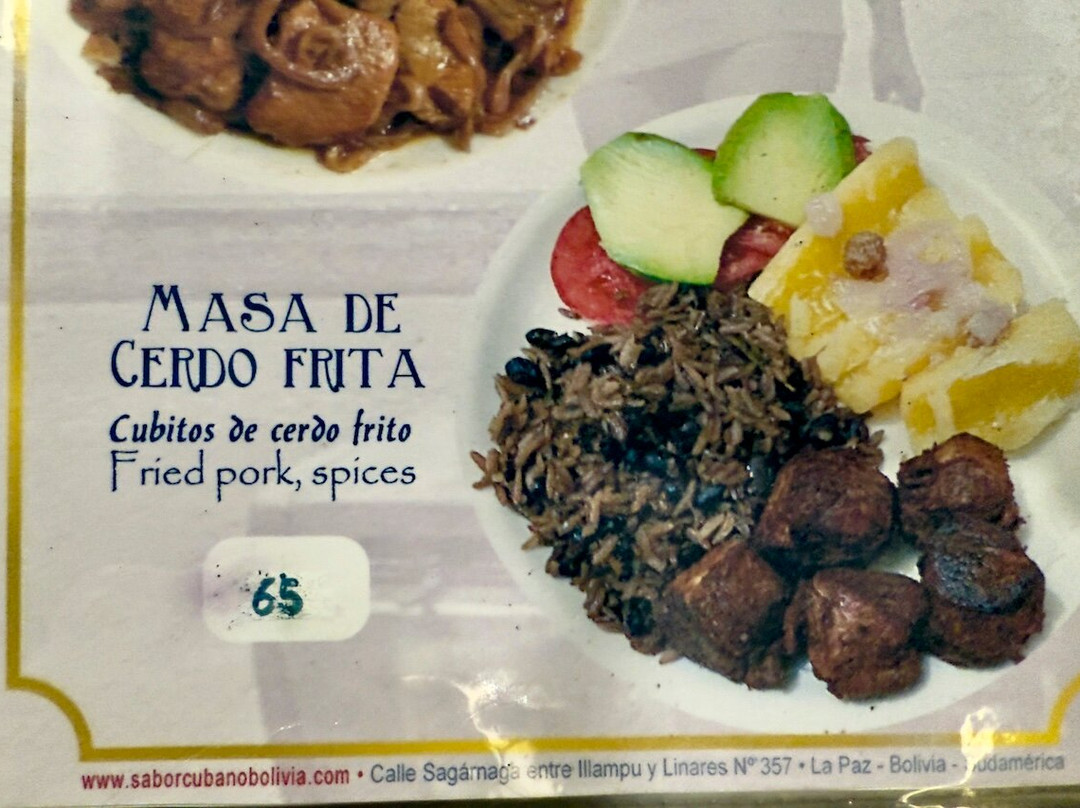 MASA DE
CERDO FRITA
Cubitos de cerdo frito
Fried pork, spices
65
www.saborcubanobolivia.com • Calle Sagárnaga entre Illampu y Linares Nº 357 • La Paz - Bolivia - Sudamérica